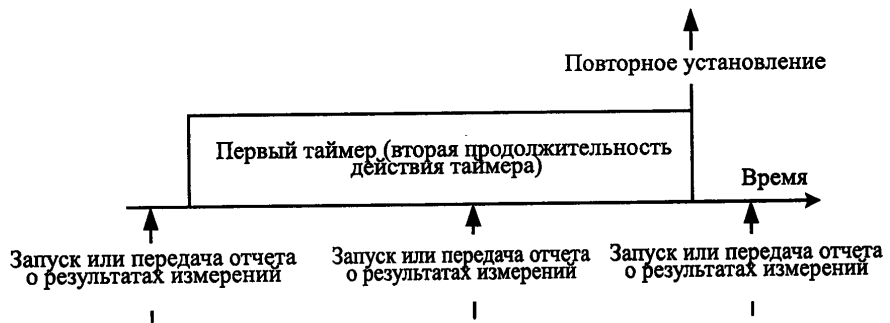 Повторное установление
Первый таймер (вторая продолжительность
действия таймера)
Время
Запуск или передача отчета
о результатах измерений
Запуск или передача отчета
о результатах измерений
Запуск или передача отчета
о результатах измерений